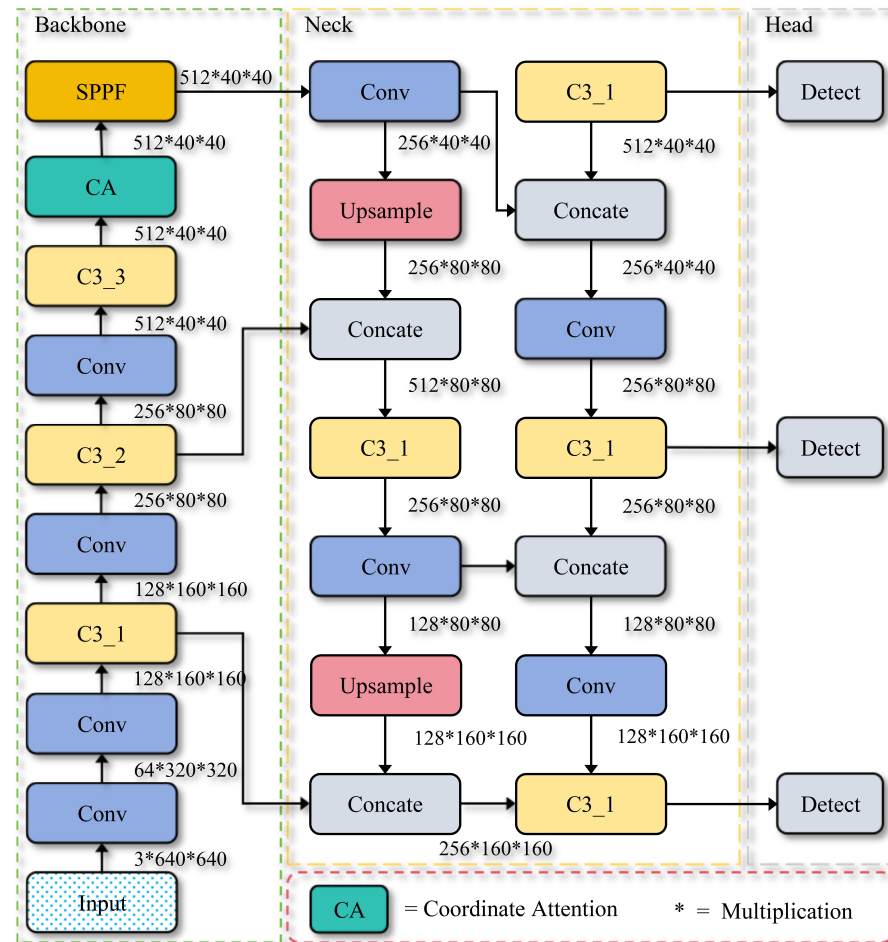 Backbone
Neck
Head
SPPF
512*40*40
512*40*40
CA
512*40*40
C3_3
512*40*40
Conv
256*80*80
C3_2
256*80*80
Conv
128*160*160
C3_1
128*160*160
Conv
64*320*320
Conv
3*640*640
Input
Conv
256*40*40
Upsample
256*80*80
Concate
512*80*80
C3_1
256*80*80
Conv
128*80*80
Upsample
128*160*160
Concate
256*160*160
C3_1
512*40*40
Concate
256*40*40
Conv
256*80*80
C3_1
256*80*80
Concate
128*80*80
Conv
128*160*160
C3_1
Detect
Detect
Detect
CA = Coordinate Attention * = Multiplication